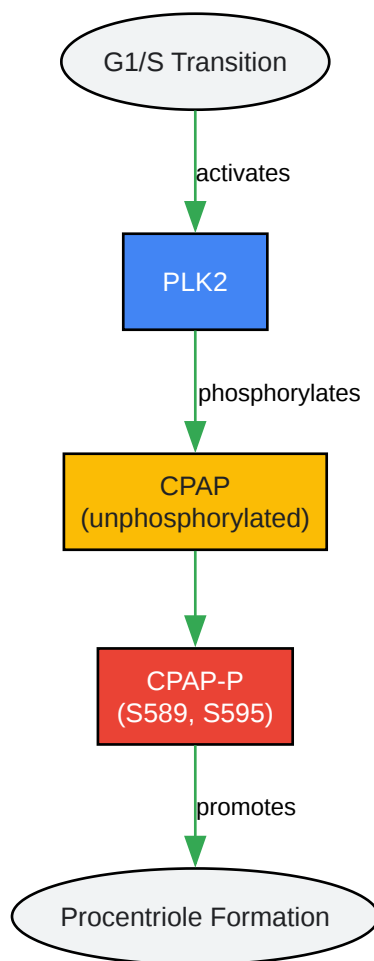 G1/S Transition
activates
PLK2
phosphorylates
CPAP
(unphosphorylated)
CPAP-P
(S589, S595)
promotes
Procentriole Formation